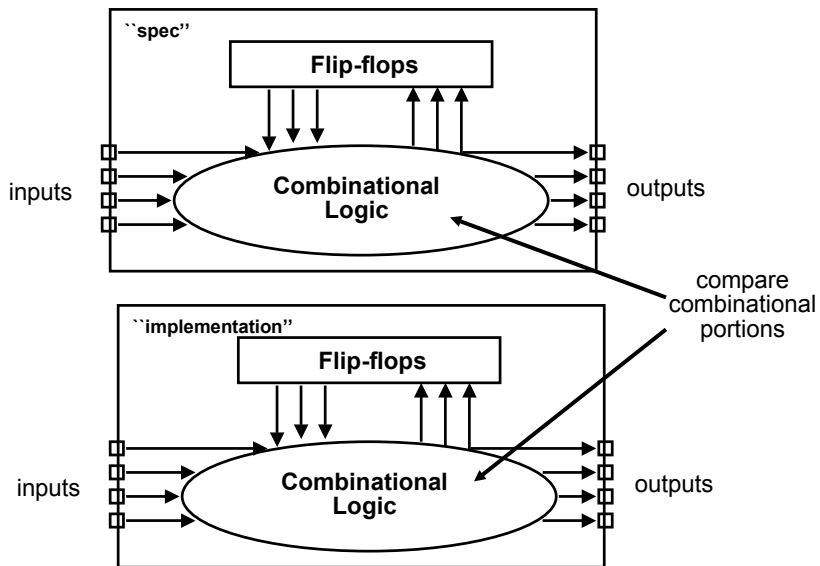 ``spec''
Flip-flops
inputs
Combinational
Logic
outputs
compare
combinational
portions
``implementation''
Flip-flops
inputs
Combinational
Logic
outputs